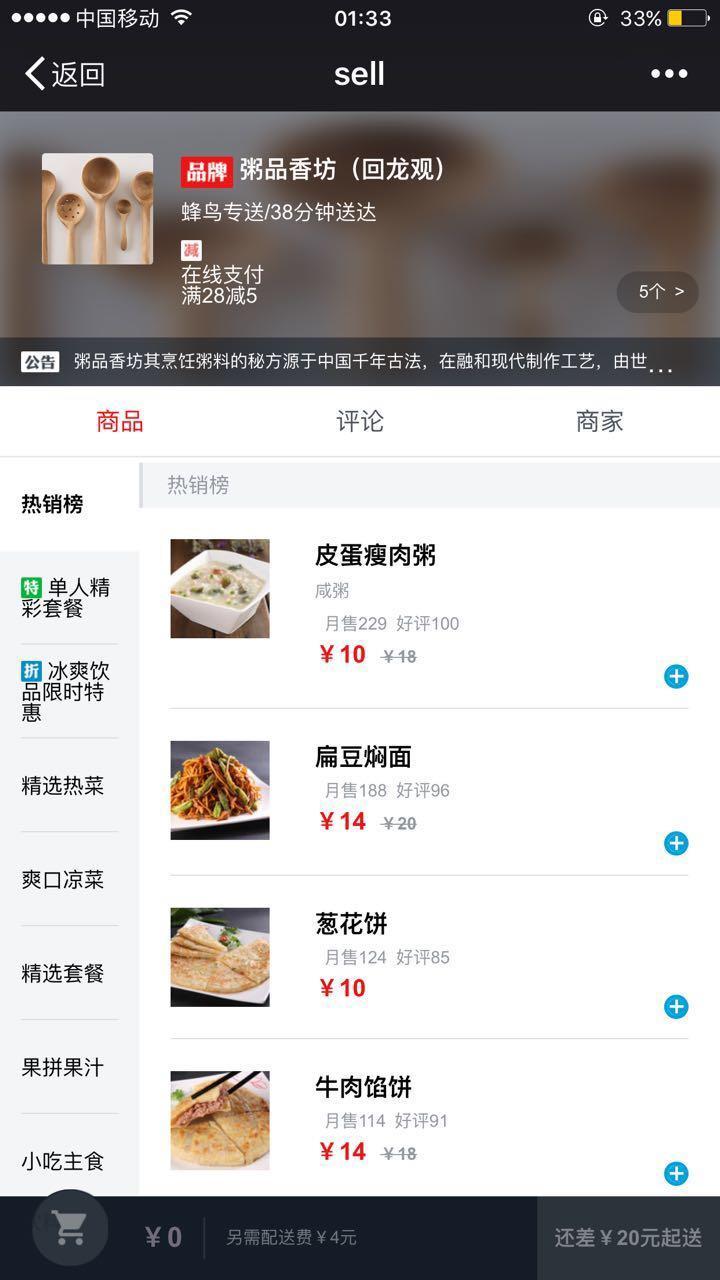 中国移动 01:33 33%
返回 sell
品牌 粥品香坊（回龙观）
蜂鸟专送/38分钟送达
减
在线支付
满28减5
5个 >
公告 粥品香坊其烹饪粥料的秘方源于中国千年古法，在融和现代制作工艺，由世...
商品 评论 商家
热销榜
特 单人精
彩套餐
折 冰爽饮
品限时特
惠
精选热菜
爽口凉菜
精选套餐
果拼果汁
小吃主食
热销榜
皮蛋瘦肉粥
咸粥
月售229 好评100
￥10 ￥18
扁豆焖面
月售188 好评96
￥14 ￥20
葱花饼
月售124 好评85
￥10
牛肉馅饼
月售114 好评91
￥14 ￥18
￥0 另需配送费￥4元 还差￥20元起送